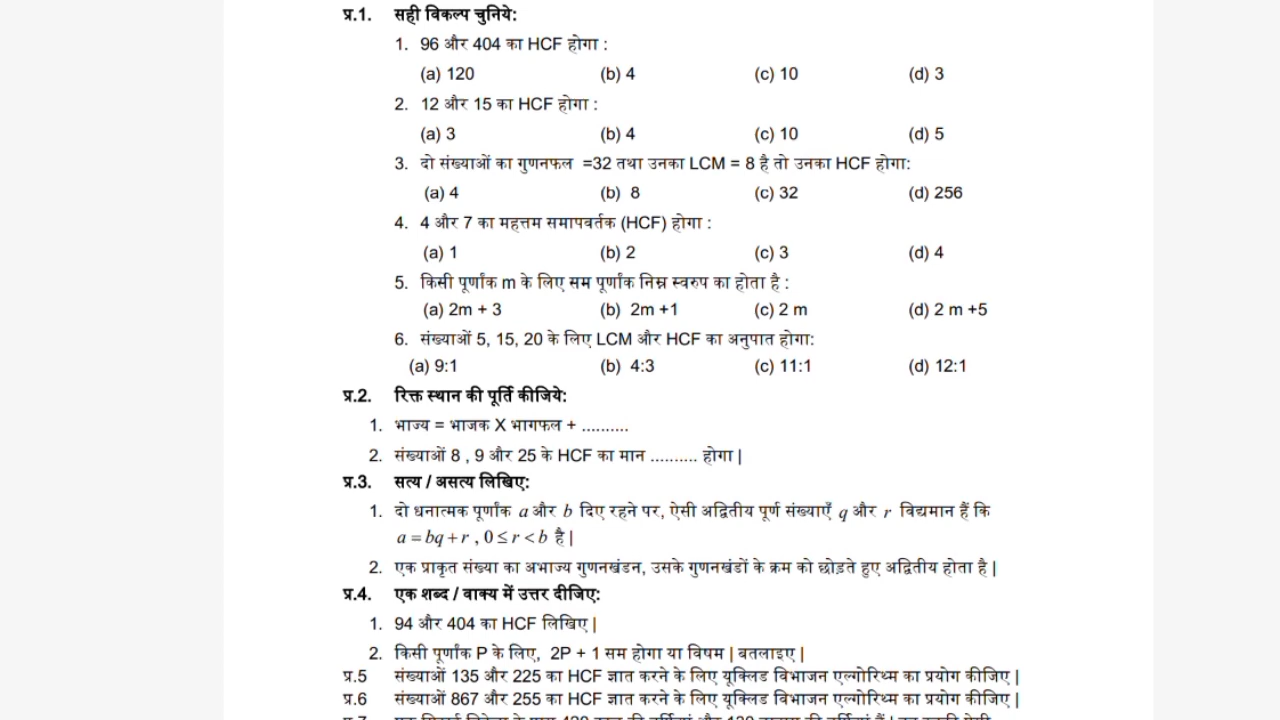 प्र.1. सही विकल्प चुनिये:
1. 96 और 404 का HCF होगा :
(a) 120 (b) 4 (c) 10 (d) 3
2. 12 और 15 का HCF होगा :
(a) 3 (b) 4 (c) 10 (d) 5
3. दो संख्याओं का गुणनफल =32 तथा उनका LCM = 8 है तो उनका HCF होगा:
(a) 4 (b) 8 (c) 32 (d) 256
4. 4 और 7 का महत्तम समापवर्तक (HCF) होगा :
(a) 1 (b) 2 (c) 3 (d) 4
5. किसी पूर्णांक m के लिए सम पूर्णांक निम्न स्वरुप का होता है :
(a) 2m + 3 (b) 2m +1 (c) 2 m (d) 2 m +5
6. संख्याओं 5, 15, 20 के लिए LCM और HCF का अनुपात होगा:
(a) 9:1 (b) 4:3 (c) 11:1 (d) 12:1
प्र.2. रिक्त स्थान की पूर्ति कीजिये:
1. भाज्य = भाजक X भागफल + ..........
2. संख्याओं 8 , 9 और 25 के HCF का मान .......... होगा |
प्र.3. सत्य / असत्य लिखिए:
1. दो धनात्मक पूर्णांक a और b दिए रहने पर, ऐसी अद्वितीय पूर्ण संख्याएँ q और r विद्यमान हैं कि
a = bq + r , 0 ≤ r < b है |
2. एक प्राकृत संख्या का अभाज्य गुणनखंडन, उसके गुणनखंडों के क्रम को छोड़ते हुए अद्वितीय होता है |
प्र.4. एक शब्द / वाक्य में उत्तर दीजिए:
1. 94 और 404 का HCF लिखिए |
2. किसी पूर्णांक P के लिए, 2P + 1 सम होगा या विषम | बतलाइए |
प्र.5 संख्याओं 135 और 225 का HCF ज्ञात करने के लिए यूक्लिड विभाजन एल्गोरिथ्म का प्रयोग कीजिए |
प्र.6 संख्याओं 867 और 255 का HCF ज्ञात करने के लिए यूक्लिड विभाजन एल्गोरिथ्म का प्रयोग कीजिए |